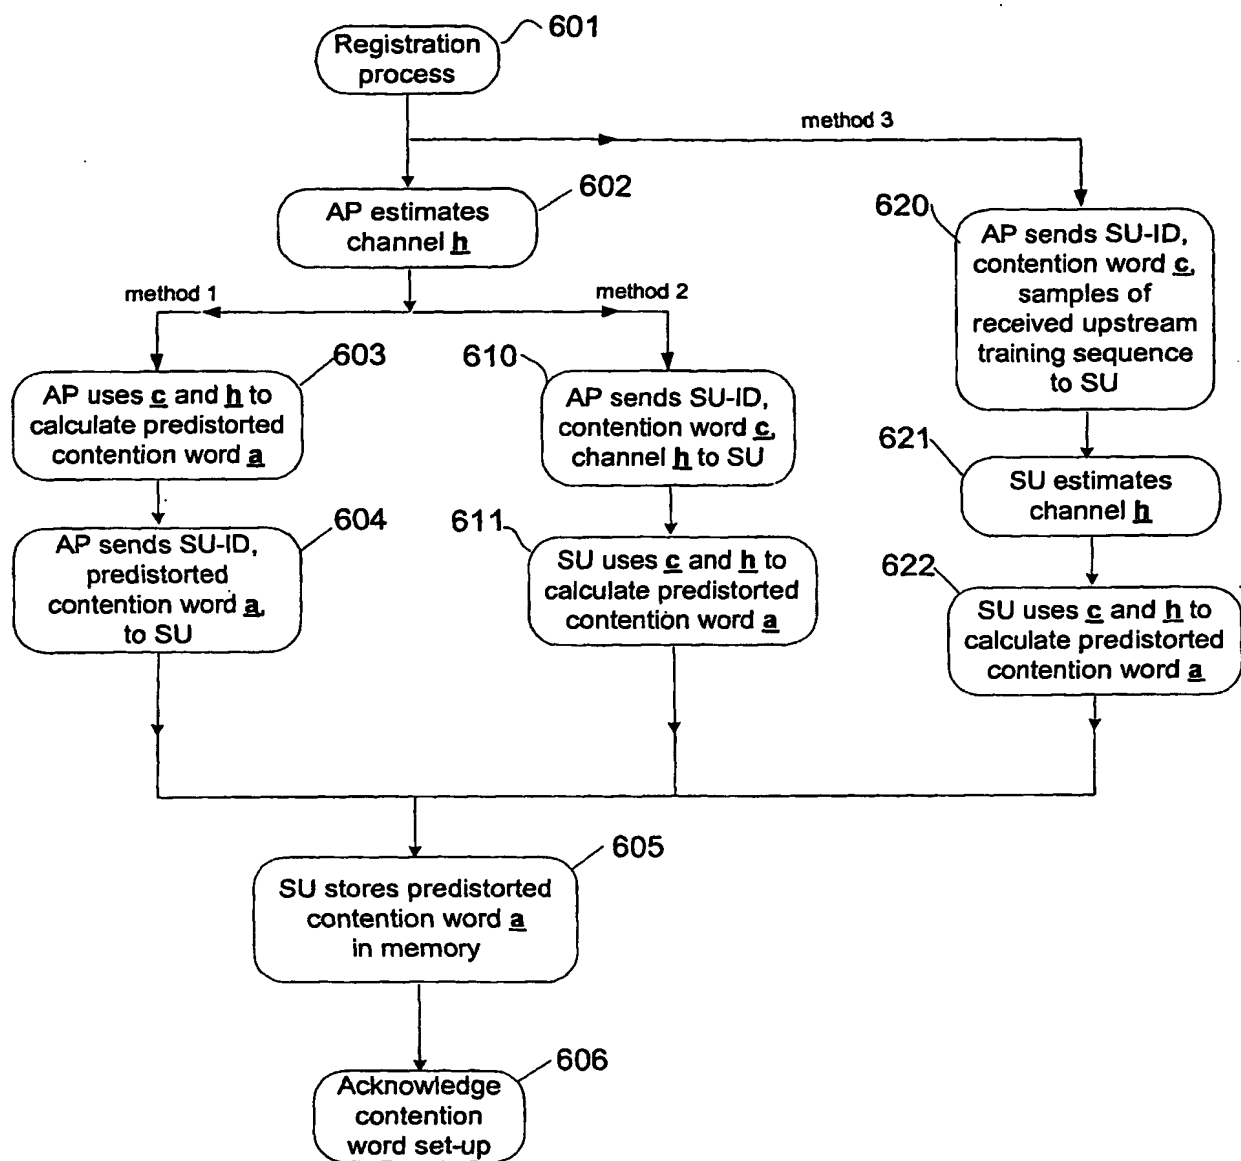 601
Registration
process
method 3
602
AP estimates
channel h
method 1
method 2
603
AP uses c and h to
calculate predistorted
contention word a
604
AP sends SU-ID,
predistorted
contention word a,
to SU
610
AP sends SU-ID,
contention word c,
channel h to SU
611
SU uses c and h to
calculate predistorted
contention word a
620
AP sends SU-ID,
contention word c,
samples of
received upstream
training sequence
to SU
621
SU estimates
channel h
622
SU uses c and h to
calculate predistorted
contention word a
605
SU stores predistorted
contention word a
in memory
606
Acknowledge
contention
word set-up